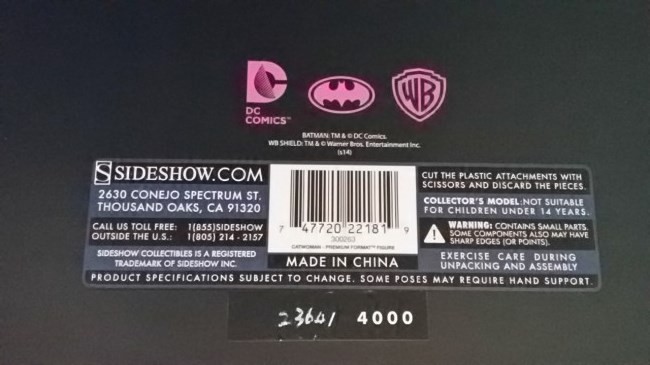 DC
COMICS™
WB
BATMAN: TM & © DC Comics.
WB SHIELD: TM & © Warner Bros. Entertainment Inc.
(s14)
S SIDESHOW.COM
2630 CONEJO SPECTRUM ST.
THOUSAND OAKS, CA 91320
CALL US TOLL FREE: 1(855)SIDESHOW
OUTSIDE THE U.S.: 1(805) 214 - 2157
SIDESHOW COLLECTIBLES IS A REGISTERED
TRADEMARK OF SIDESHOW INC.
7 47720 22181 9
300263
CATWOMAN - PREMIUM FORMAT™ FIGURE
MADE IN CHINA
CUT THE PLASTIC ATTACHMENTS WITH
SCISSORS AND DISCARD THE PIECES.
COLLECTOR'S MODEL:NOT SUITABLE
FOR CHILDREN UNDER 14 YEARS.
WARNING: CONTAINS SMALL PARTS.
SOME COMPONENTS ALSO MAY HAVE
SHARP EDGES (OR POINTS).
EXERCISE CARE DURING
UNPACKING AND ASSEMBLY
PRODUCT SPECIFICATIONS SUBJECT TO CHANGE. SOME POSES MAY REQUIRE HAND SUPPORT.
4000